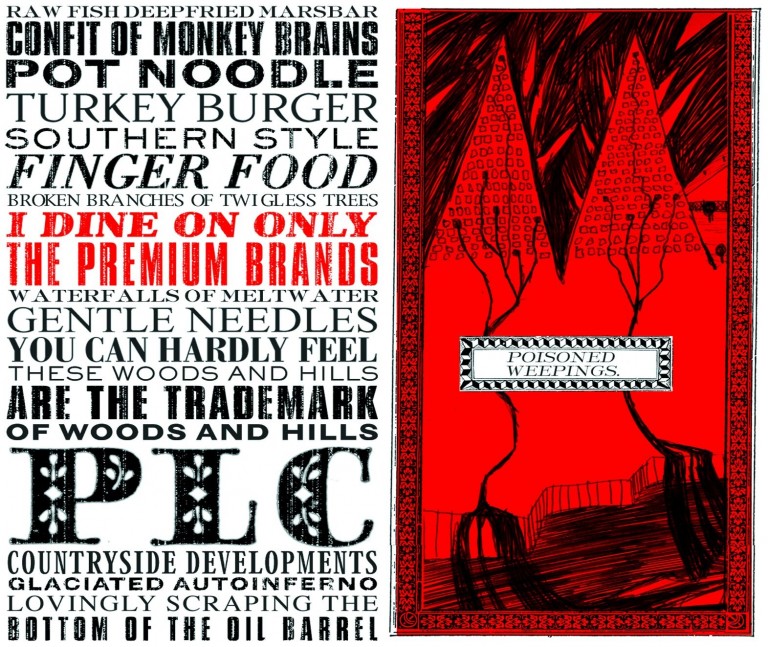 RAW FISH DEEPFRIED MARSBAR
CONFIT OF MONKEY BRAINS
POT NOODLE
TURKEY BURGER
SOUTHERN STYLE
FINGER FOOD
BROKEN BRANCHES OF TWIGLESS TREES
I DINE ON ONLY
THE PREMIUM BRANDS
WATERFALLS OF MELTWATER
GENTLE NEEDLES
YOU CAN HARDLY FEEL
THESE WOODS AND HILLS
ARE THE TRADEMARK
OF WOODS AND HILLS
PLC
COUNTRYSIDE DEVELOPMENTS
GLACIATED AUTOINFERNO
LOVINGLY SCRAPING THE
BOTTOM OF THE OIL BARREL
POISONED
WEEPINGS.